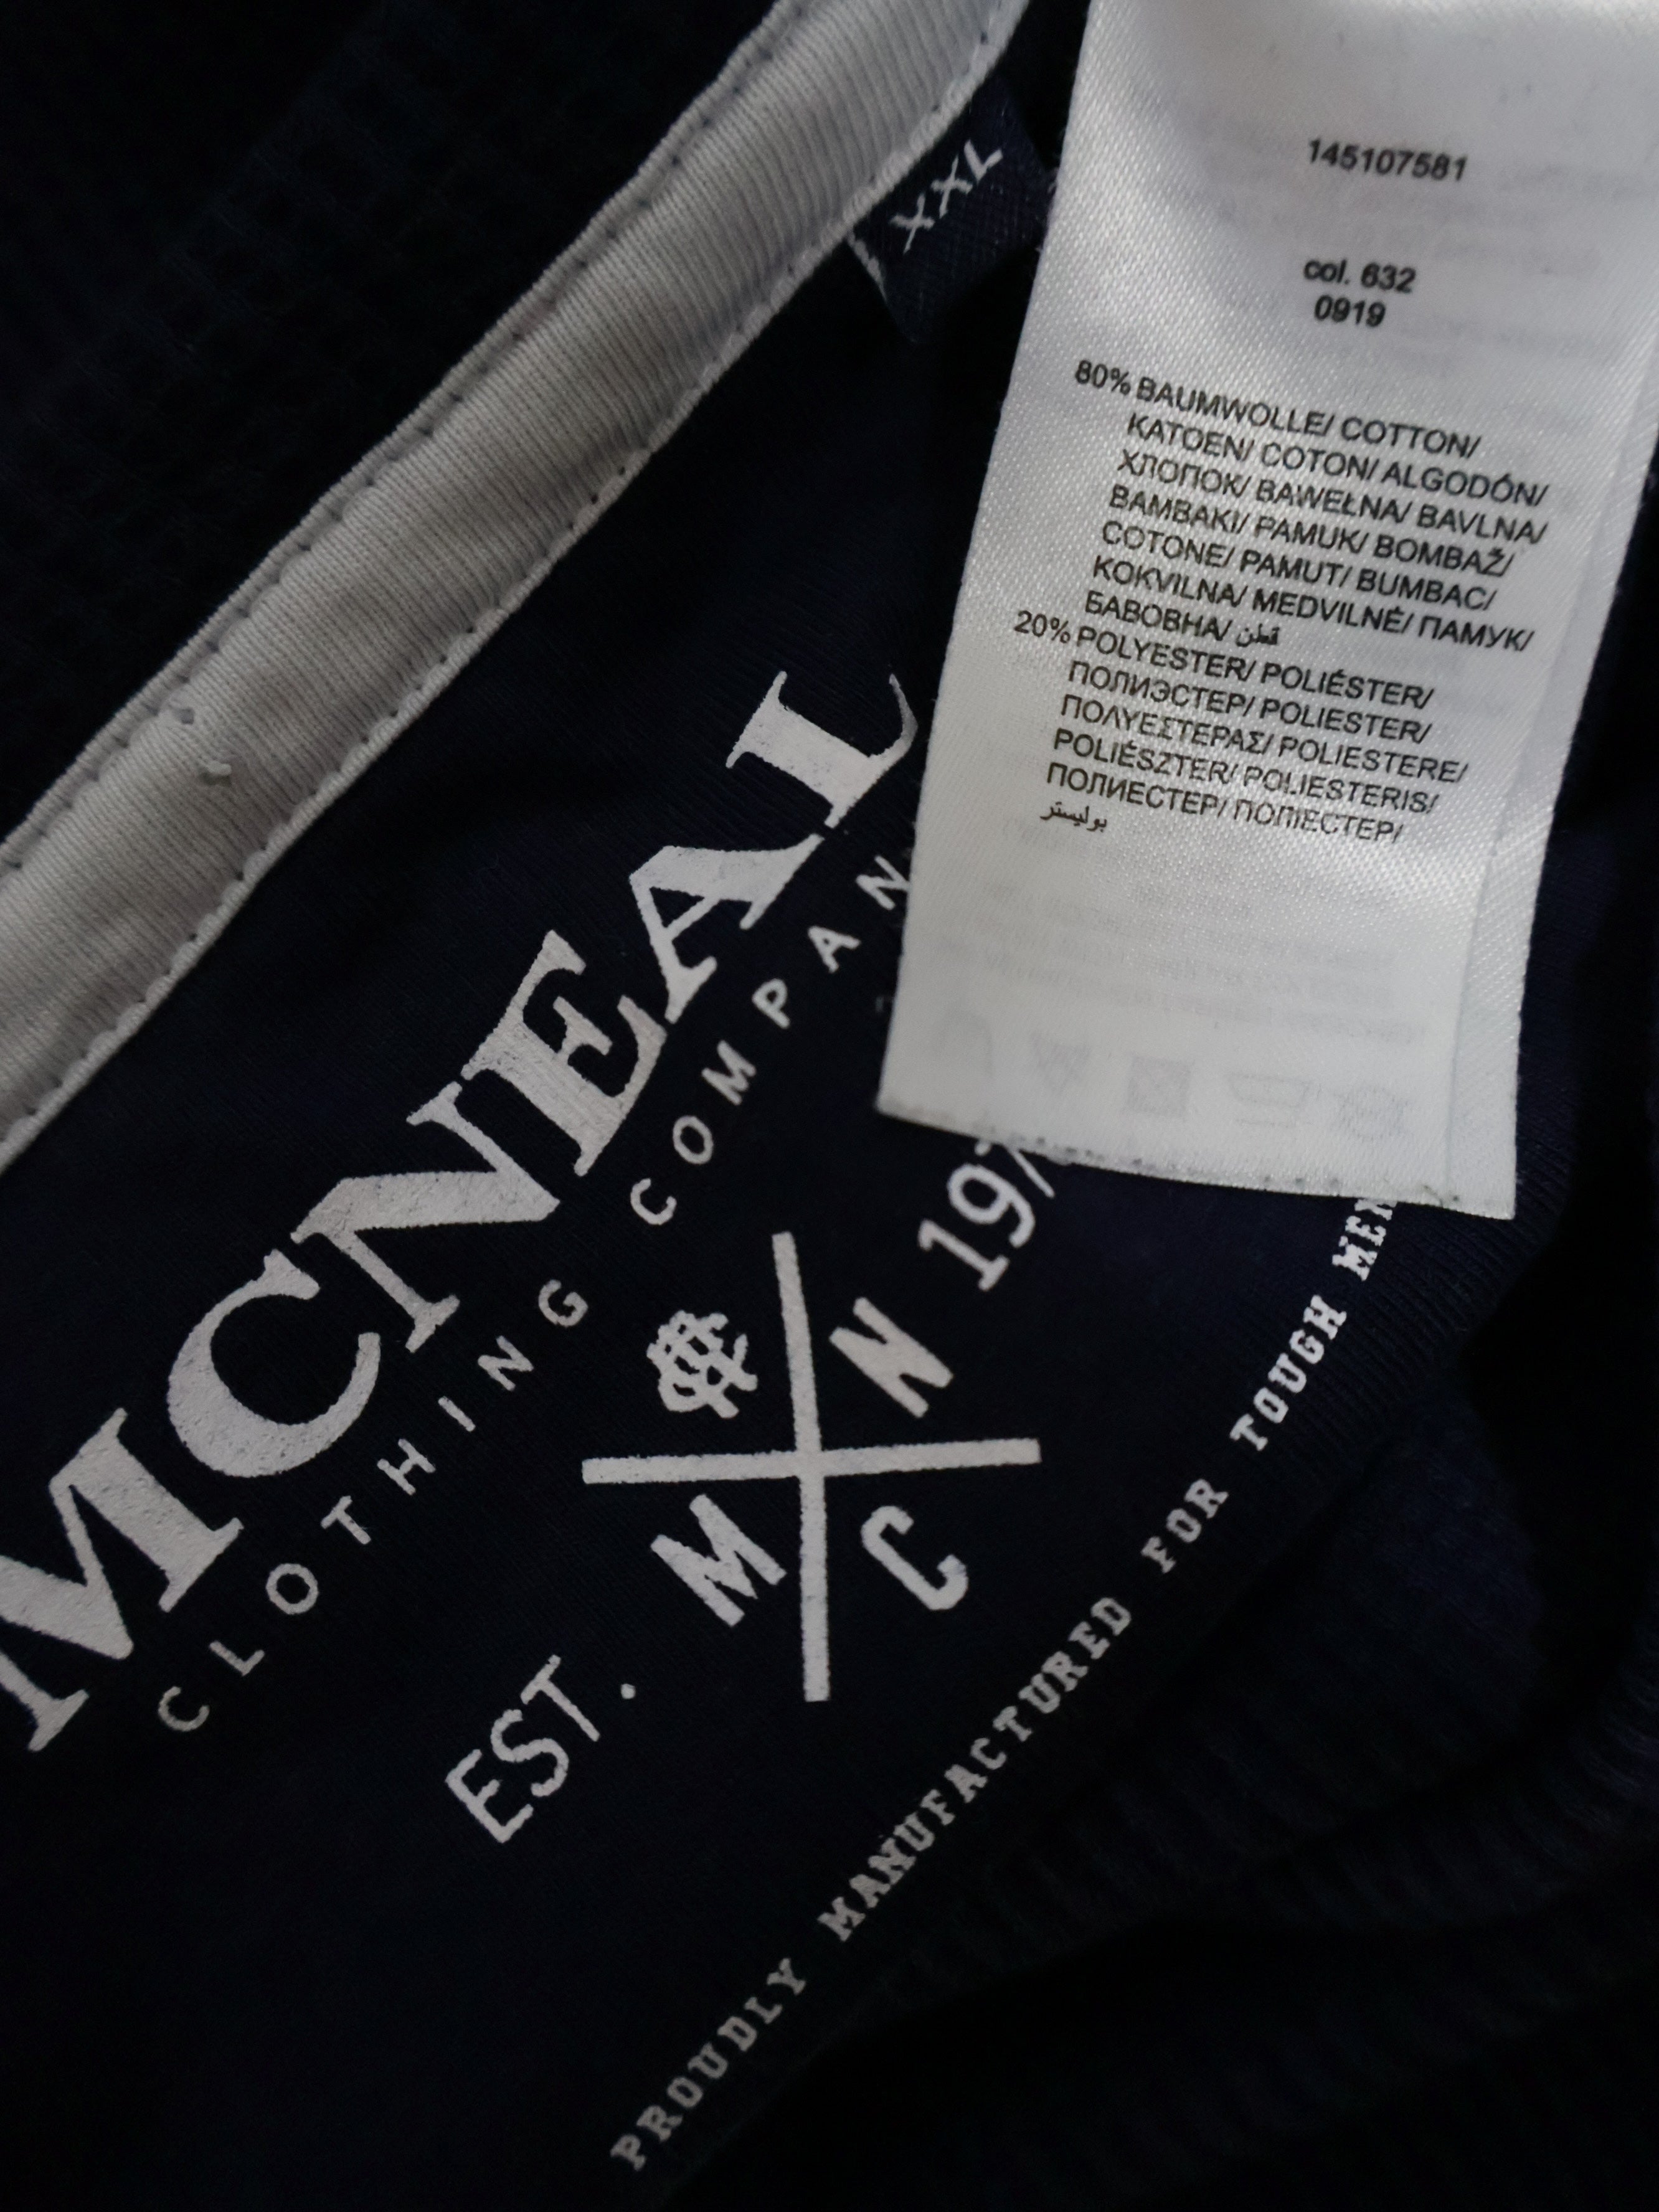 XXL
145107581
col. 632
0919
80% BAUMWOLLE/ COTTON/
KATOEN/ COTON/ ALGODÓN/
ХЛОПОК/ BAWEŁNA/ BAVLNA/
BAMBAKI/ PAMUK/ BOMBAŽ/
COTONE/ PAMUT/ BUMBAC/
KOKVILNA/ MEDVILNĖ/ ПАМУК/
БАВОВНА/ قطن
20% POLYESTER/ POLIÉSTER/
ПОЛИЭСТЕР/ POLIESTER/
ΠΟΛΥΕΣΤΕΡΑΣ/ POLIESTERE/
POLIÉSZTER/ POLIESTERIS/
ПОЛИЕСТЕР/ ПОЛІЕСТЕР/
بوليستر
MCNEAL
CLOTHING COMPAN
N
M C
EST. 197
PROUDLY MANUFACTURED FOR TOUGH MEN